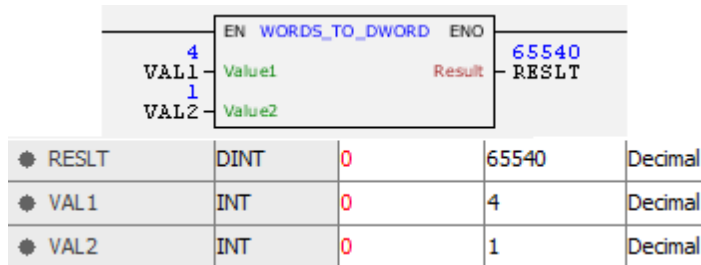 EN WORDS_TO_DWORD ENO
4 65540
VAL1 Value1 Result RESLT
1
VAL2 Value2
RESLT DINT 0 65540 Decimal
VAL1 INT 0 4 Decimal
VAL2 INT 0 1 Decimal